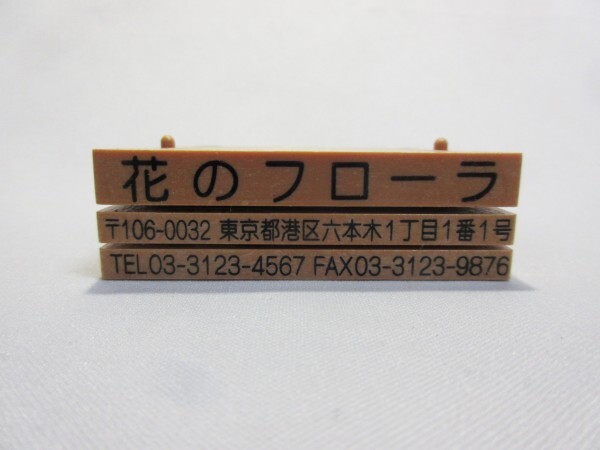 花のフローラ
〒106-0032 東京都港区六本木1丁目1番1号
TEL03-3123-4567 FAX03-3123-9876